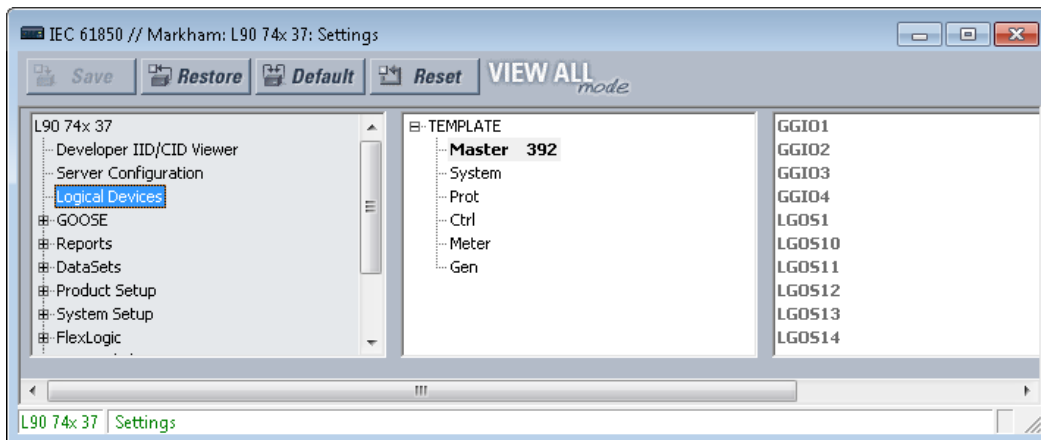 IEC 61850 // Markham: L90 74x 37: Settings
Save Restore Default Reset VIEW ALL mode
L90 74x 37
Developer IID/CID Viewer
Server Configuration
Logical Devices
GOOSE
Reports
DataSets
Product Setup
System Setup
FlexLogic
TEMPLATE
Master 392
System
Prot
Ctrl
Meter
Gen
GGIO1
GGIO2
GGIO3
GGIO4
LGOS1
LGOS10
LGOS11
LGOS12
LGOS13
LGOS14
L90 74x 37 Settings